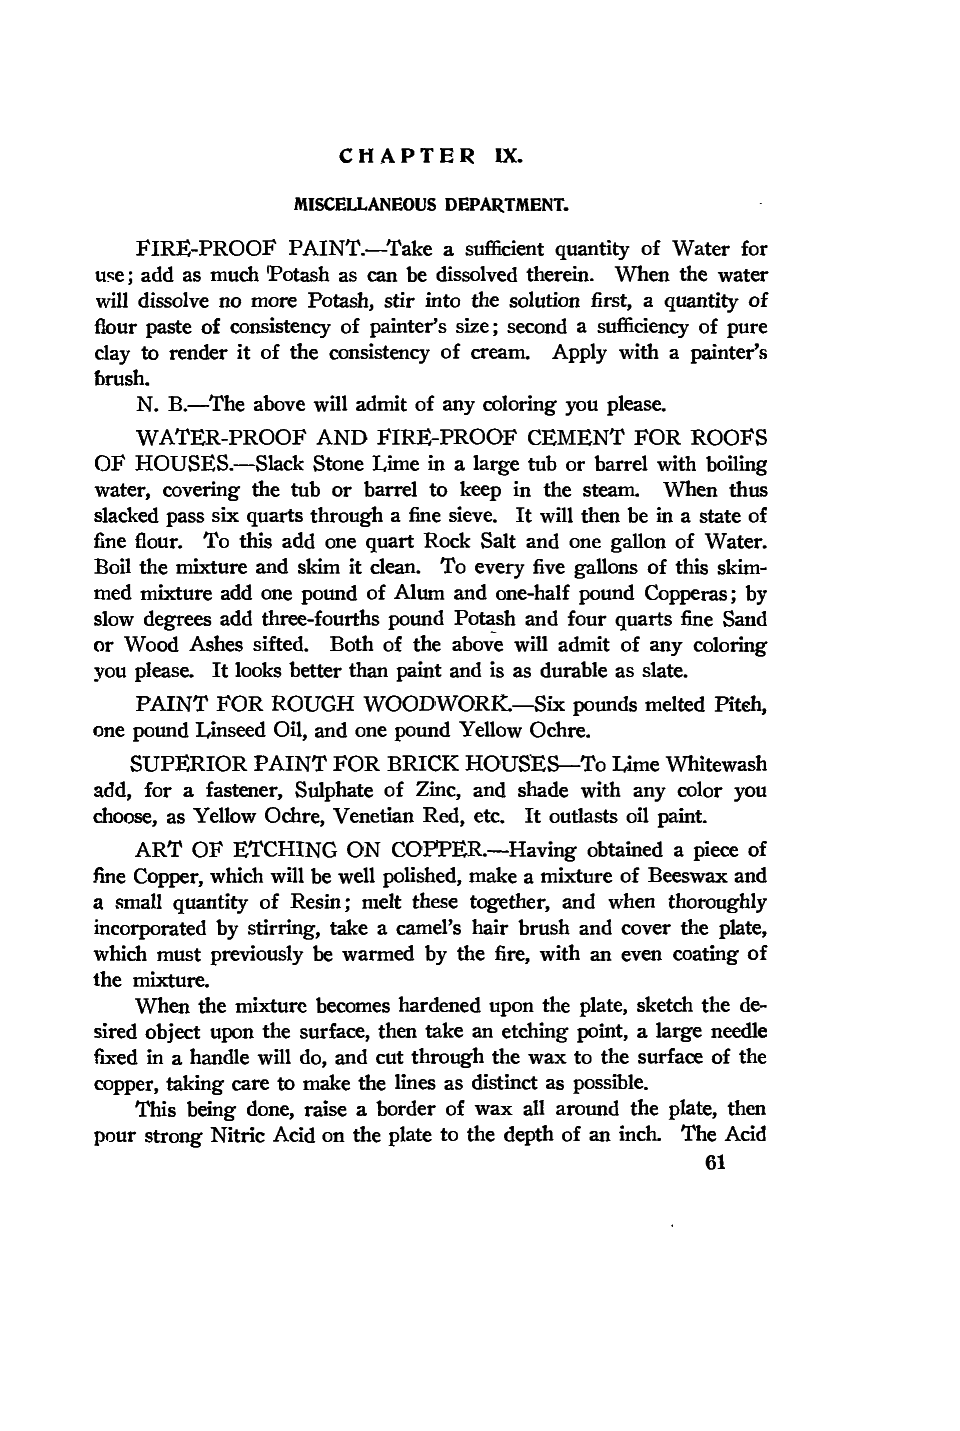 CHAPTER IX.
MISCELLANEOUS DEPARTMENT.
FIRE-PROOF PAINT.—Take a sufficient quantity of Water for
use; add as much Potash as can be dissolved therein. When the water
will dissolve no more Potash, stir into the solution first, a quantity of
flour paste of consistency of painter's size; second a sufficiency of pure
clay to render it of the consistency of cream. Apply with a painter's
brush.
N. B.—The above will admit of any coloring you please.
WATER-PROOF AND FIRE-PROOF CEMENT FOR ROOFS
OF HOUSES.—Slack Stone Lime in a large tub or barrel with boiling
water, covering the tub or barrel to keep in the steam. When thus
slacked pass six quarts through a fine sieve. It will then be in a state of
fine flour. To this add one quart Rock Salt and one gallon of Water.
Boil the mixture and skim it clean. To every five gallons of this skim-
med mixture add one pound of Alum and one-half pound Copperas; by
slow degrees add three-fourths pound Potash and four quarts fine Sand
or Wood Ashes sifted. Both of the above will admit of any coloring
you please. It looks better than paint and is as durable as slate.
PAINT FOR ROUGH WOODWORK.—Six pounds melted Pitch,
one pound Linseed Oil, and one pound Yellow Ochre.
SUPERIOR PAINT FOR BRICK HOUSES—To Lime Whitewash
add, for a fastener, Sulphate of Zinc, and shade with any color you
choose, as Yellow Ochre, Venetian Red, etc. It outlasts oil paint.
ART OF ETCHING ON COPPER.—Having obtained a piece of
fine Copper, which will be well polished, make a mixture of Beeswax and
a small quantity of Resin; melt these together, and when thoroughly
incorporated by stirring, take a camel's hair brush and cover the plate,
which must previously be warmed by the fire, with an even coating of
the mixture.
When the mixture becomes hardened upon the plate, sketch the de-
sired object upon the surface, then take an etching point, a large needle
fixed in a handle will do, and cut through the wax to the surface of the
copper, taking care to make the lines as distinct as possible.
This being done, raise a border of wax all around the plate, then
pour strong Nitric Acid on the plate to the depth of an inch. The Acid
61